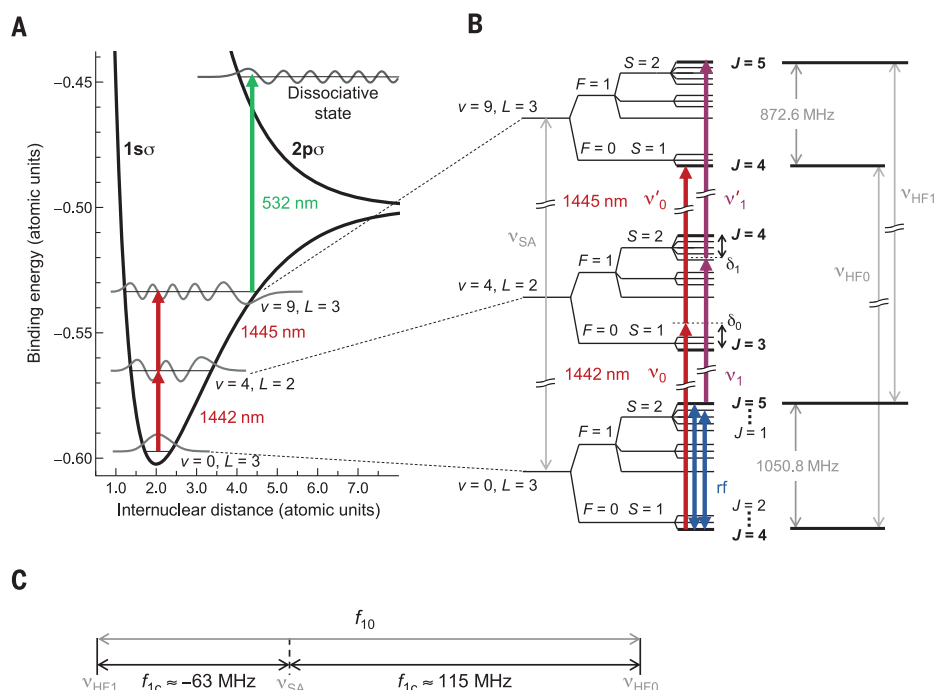 A
Binding energy (atomic units)
−0.45
−0.50
−0.55
−0.60
1sσ
2pσ
Dissociative
state
532 nm
v = 9, L = 3
1445 nm
v = 4, L = 2
1442 nm
v = 0, L = 3
1.0 2.0 3.0 4.0 5.0 6.0 7.0
Internuclear distance (atomic units)
B
v = 9, L = 3
F = 1
S = 2
J = 5
F = 0 S = 1
J = 4
872.6 MHz
νHF1
1445 nm
ν′0
ν′1
νSA
S = 2
J = 4
F = 1
δ1
v = 4, L = 2
νHF0
δ0
F = 0 S = 1
J = 3
1442 nm
ν0
ν1
S = 2
J = 5
J = 1
F = 1
v = 0, L = 3
rf
1050.8 MHz
J = 2
F = 0 S = 1
J = 4
C
f10
νHF1 f1c ≈ −63 MHz νSA f1c ≈ 115 MHz νHF0